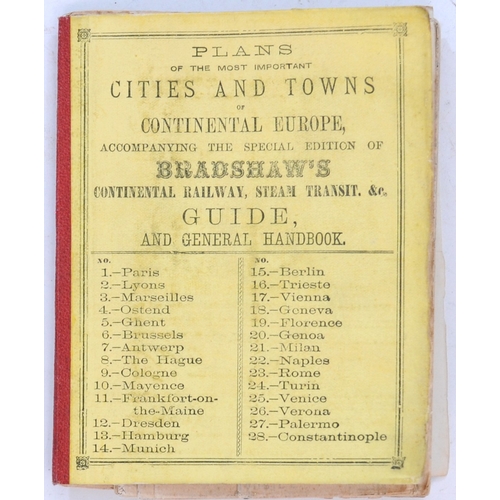 PLANS
OF THE MOST IMPORTANT
CITIES AND TOWNS
OF
CONTINENTAL EUROPE,
ACCOMPANYING THE SPECIAL EDITION OF
BRADSHAW'S
CONTINENTAL RAILWAY, STEAM TRANSIT, &c.
GUIDE,
AND GENERAL HANDBOOK.
NO.
1.–Paris
2.–Lyons
3.–Marseilles
4.–Ostend
5.–Ghent
6.–Brussels
7.–Antwerp
8.–The Hague
9.–Cologne
10.–Mayence
11.–Frankfort-on-
the-Maine
12.–Dresden
13.–Hamburg
14.–Munich
NO.
15.–Berlin
16.–Trieste
17.–Vienna
18.–Geneva
19.–Florence
20.–Genoa
21.–Milan
22.–Naples
23.–Rome
24.–Turin
25.–Venice
26.–Verona
27.–Palermo
28.–Constantinople